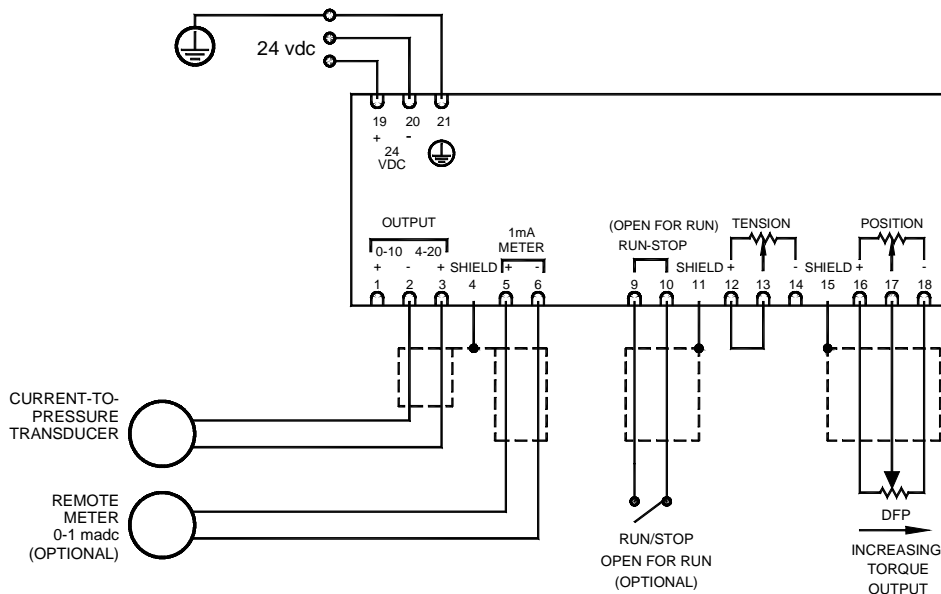 24 vdc
19 20 21
+ -
24
VDC
OUTPUT
0-10 4-20
+ - +
1 2 3
SHIELD
4
1mA
METER
+ -
5 6
(OPEN FOR RUN)
RUN-STOP
9 10
SHIELD
11
TENSION
+ -
12 13 14
SHIELD
15
POSITION
+ -
16 17 18
CURRENT-TO-
PRESSURE
TRANSDUCER
REMOTE
METER
0-1 madc
(OPTIONAL)
RUN/STOP
OPEN FOR RUN
(OPTIONAL)
DFP
INCREASING
TORQUE
OUTPUT